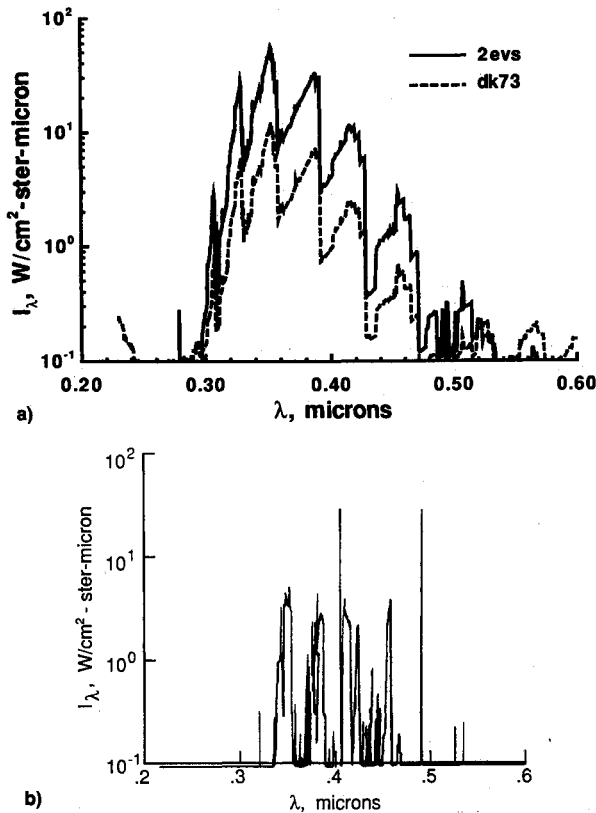 10²
2evs
dk73
10¹
10⁰
10⁻¹
I_λ, W/cm²-ster-micron
0.20 0.30 0.40 0.50 0.60
λ, microns
a)
10²
10¹
10⁰
10⁻¹
I_λ, W/cm² - ster-micron
.2 .3 .4 .5 .6
λ, microns
b)